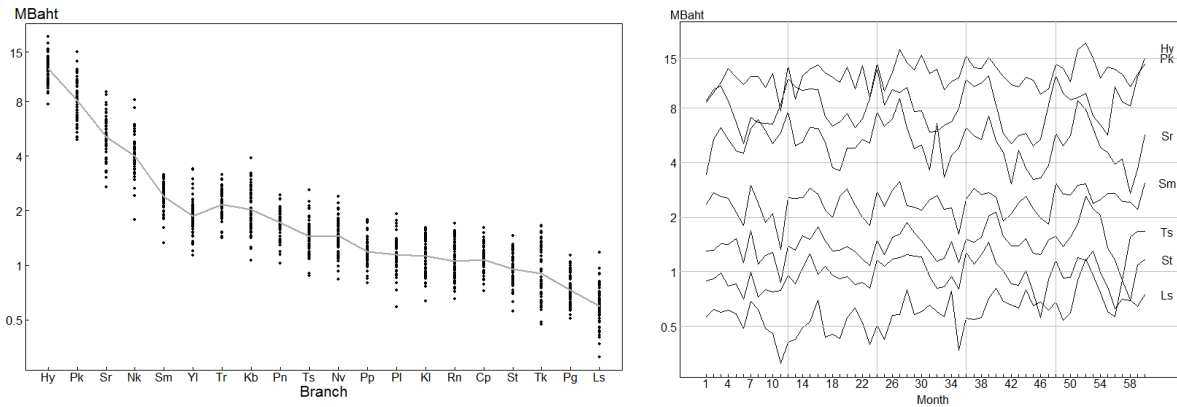 MBaht
15
8
4
2
1
0.5
Hy Pk Sr Nk Sm Yl Tr Kb Pn Ts Nv Pp Pl Kl Rn Cp St Tk Pg Ls
Branch
MBaht
15
8
4
2
1
0.5
Hy
Pk
Sr
Sm
Ts
St
Ls
1 4 7 10 14 18 22 26 30 34 38 42 46 50 54 58
Month